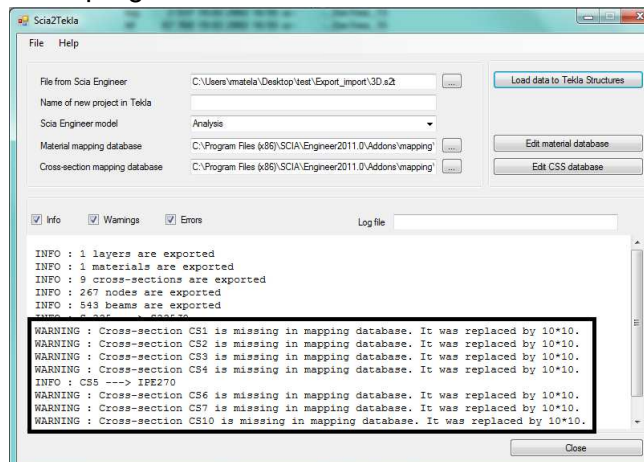 Scia2Tekla
File Help
File from Scia Engineer C:\Users\matela\Desktop\test\Export_import\3D.s2t ... Load data to Tekla Structures
Name of new project in Tekla
Scia Engineer model Analysis
Material mapping database C:\Program Files (x86)\SCIA\Engineer2011.0\Addons\mapping\ ... Edit material database
Cross-section mapping database C:\Program Files (x86)\SCIA\Engineer2011.0\Addons\mapping\ ... Edit CSS database
Info Warnings Errors Log file
INFO : 1 layers are exported
INFO : 1 materials are exported
INFO : 9 cross-sections are exported
INFO : 267 nodes are exported
INFO : 543 beams are exported
WARNING : Cross-section CS1 is missing in mapping database. It was replaced by 10*10.
WARNING : Cross-section CS2 is missing in mapping database. It was replaced by 10*10.
WARNING : Cross-section CS3 is missing in mapping database. It was replaced by 10*10.
WARNING : Cross-section CS4 is missing in mapping database. It was replaced by 10*10.
INFO : CS5 ---> IPE270
WARNING : Cross-section CS6 is missing in mapping database. It was replaced by 10*10.
WARNING : Cross-section CS7 is missing in mapping database. It was replaced by 10*10.
WARNING : Cross-section CS10 is missing in mapping database. It was replaced by 10*10.
Close